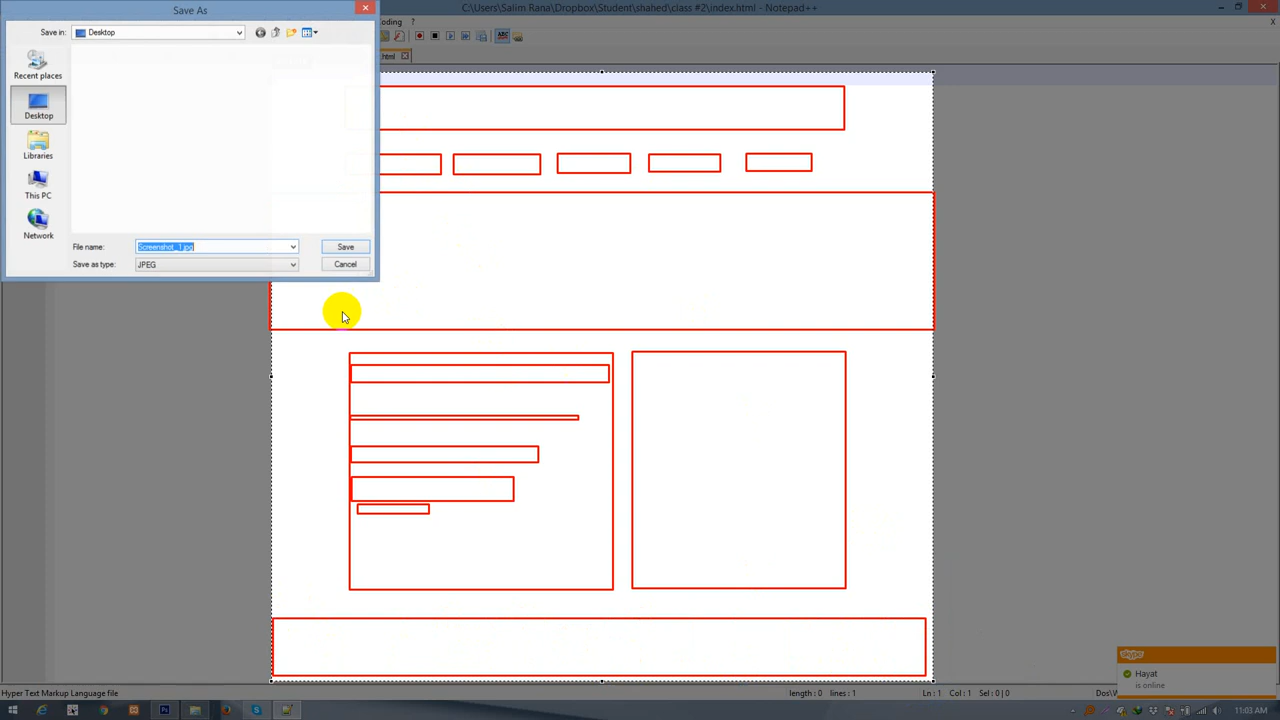 Save As
C:\Users\Salim Rana\Dropbox\Student\shahed\class #2\index.html - Notepad++
?
X
Save in:
Desktop
ABC
Recent places
Desktop
Libraries
This PC
Network
File name:
Screenshot_1.jpg
Save
Save as type:
JPEG
Cancel
skype
Hayat
is online
Hyper Text Markup Language file
length : 0 lines : 1
Ln : 1 Col : 1 Sel : 0 | 0
11:03 AM